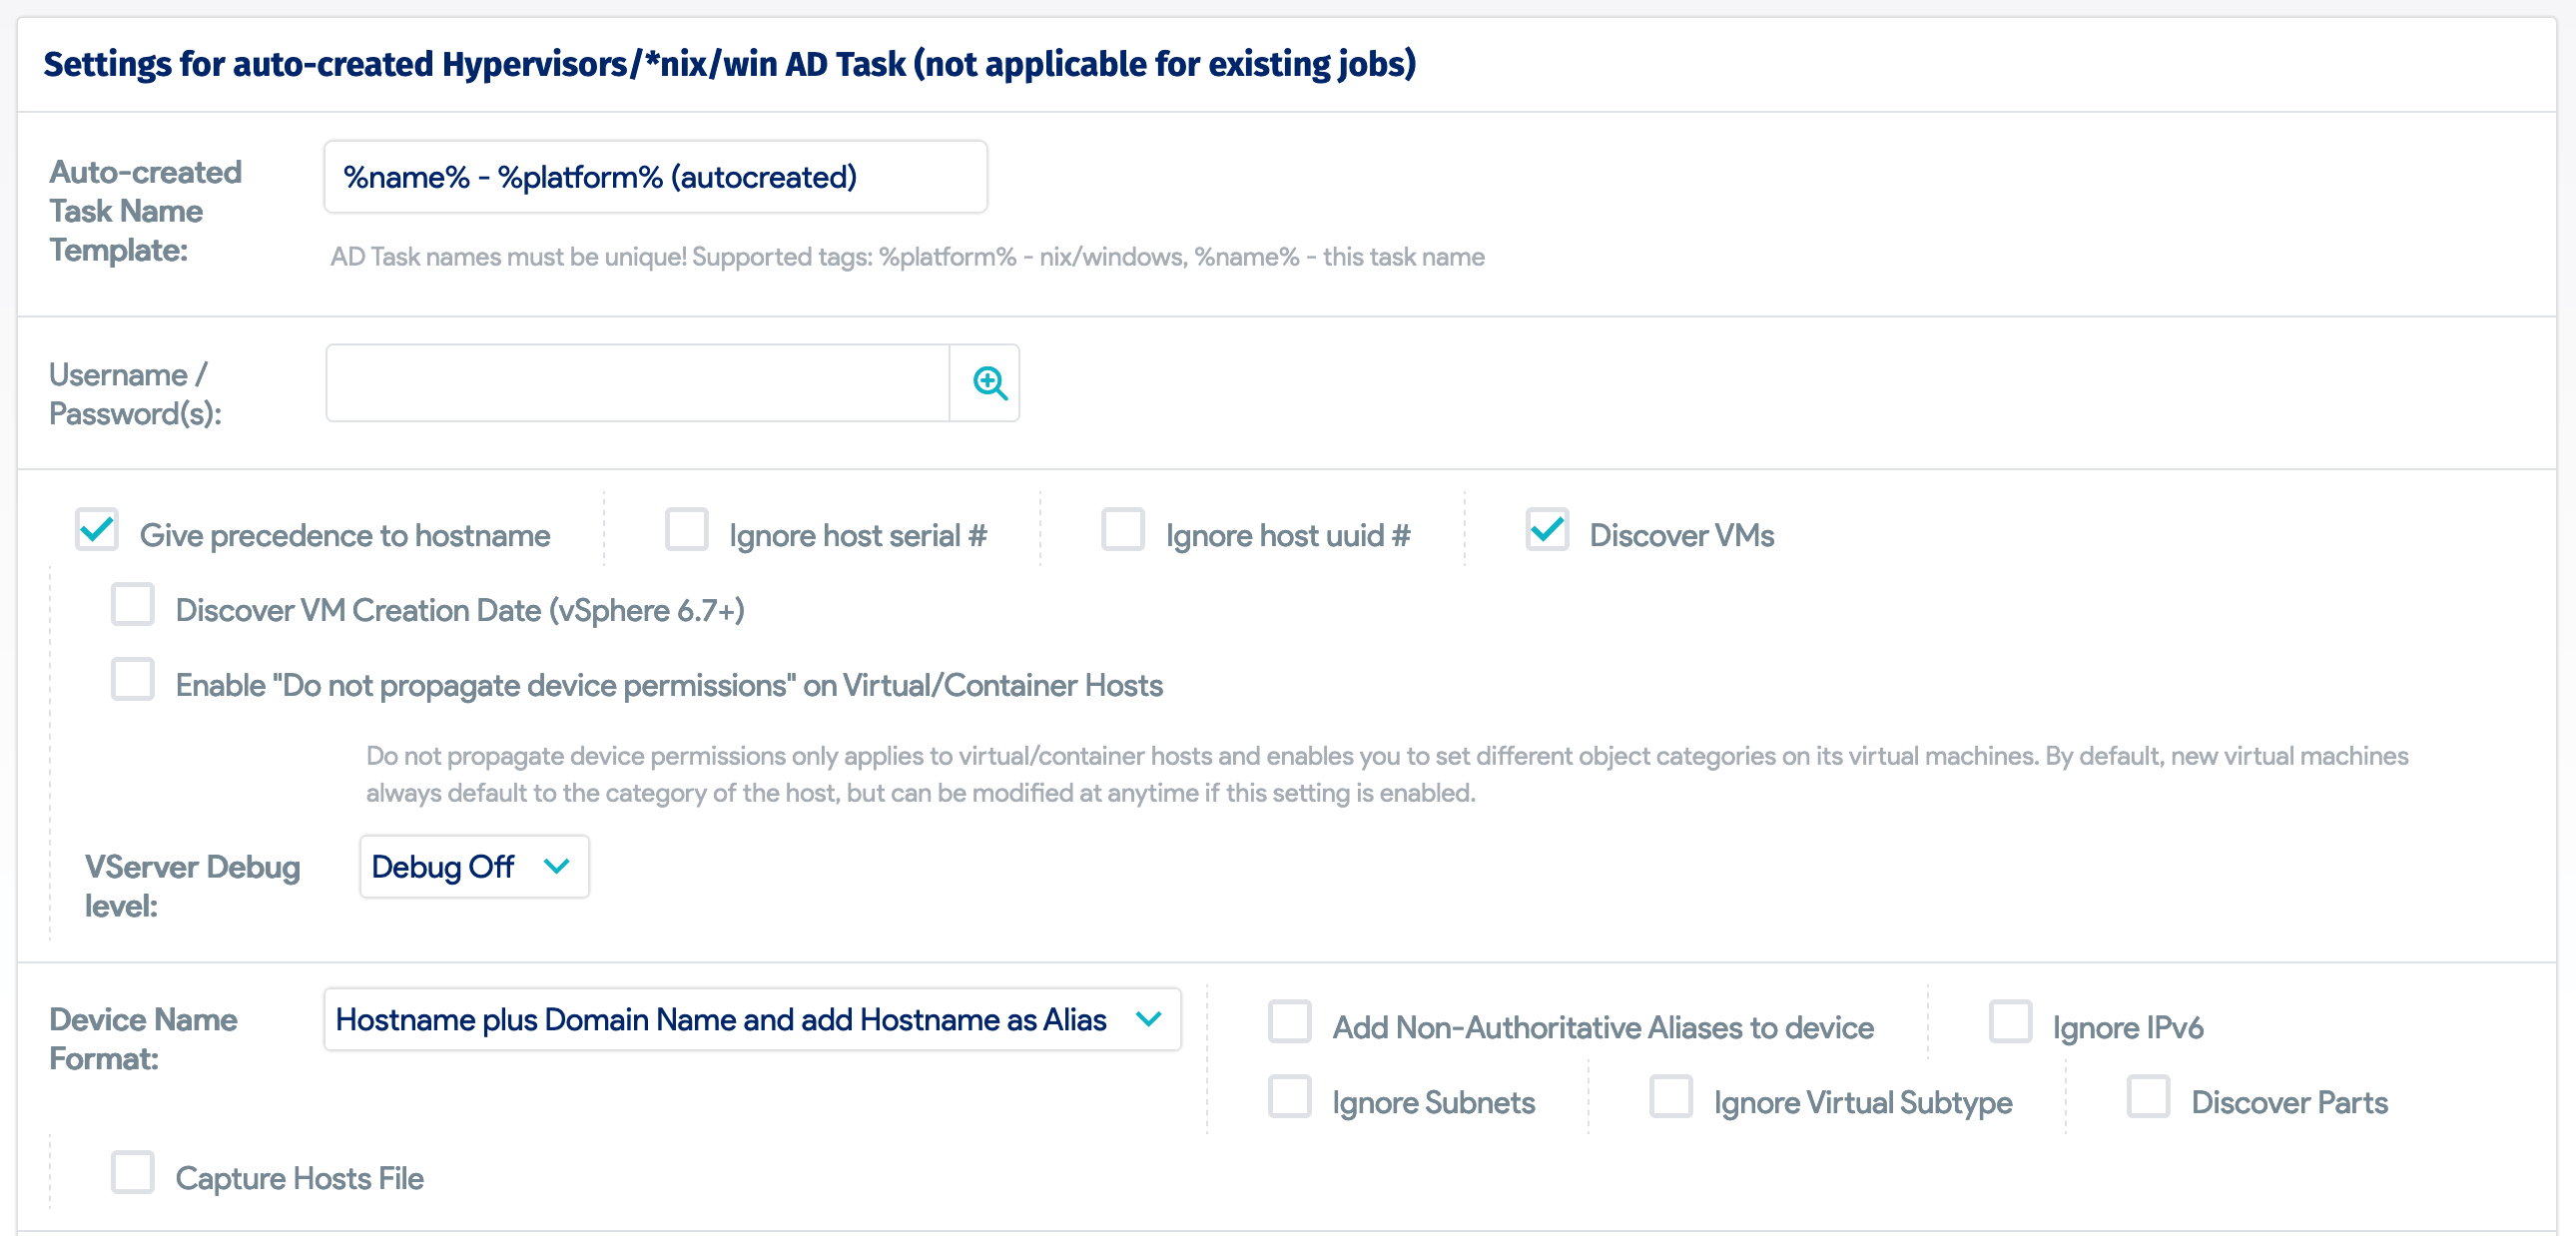 Settings for auto-created Hypervisors/*nix/win AD Task (not applicable for existing jobs)
Auto-created
Task Name
Template:
%name% - %platform% (autocreated)
AD Task names must be unique! Supported tags: %platform% - nix/windows, %name% - this task name
Username /
Password(s):
Give precedence to hostname
Ignore host serial #
Ignore host uuid #
Discover VMs
Discover VM Creation Date (vSphere 6.7+)
Enable "Do not propagate device permissions" on Virtual/Container Hosts
Do not propagate device permissions only applies to virtual/container hosts and enables you to set different object categories on its virtual machines. By default, new virtual machines
always default to the category of the host, but can be modified at anytime if this setting is enabled.
VServer Debug
level:
Debug Off
Device Name
Format:
Hostname plus Domain Name and add Hostname as Alias
Add Non-Authoritative Aliases to device
Ignore IPv6
Ignore Subnets
Ignore Virtual Subtype
Discover Parts
Capture Hosts File